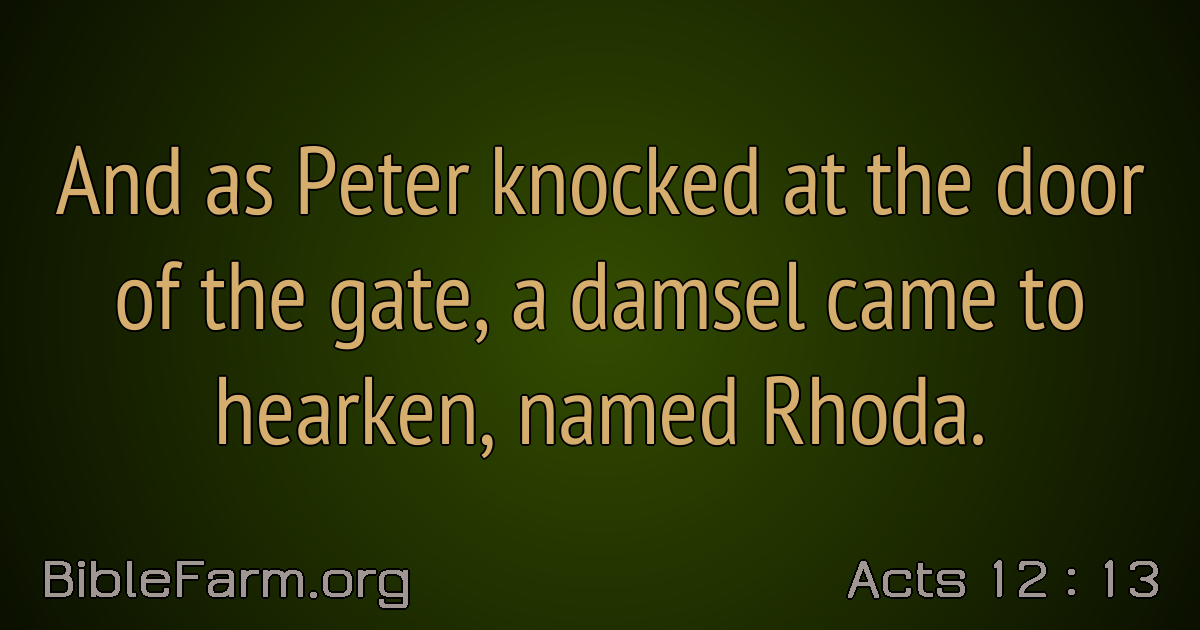 And as Peter knocked at the door
of the gate, a damsel came to
hearken, named Rhoda.
BibleFarm.org
Acts 12 : 13